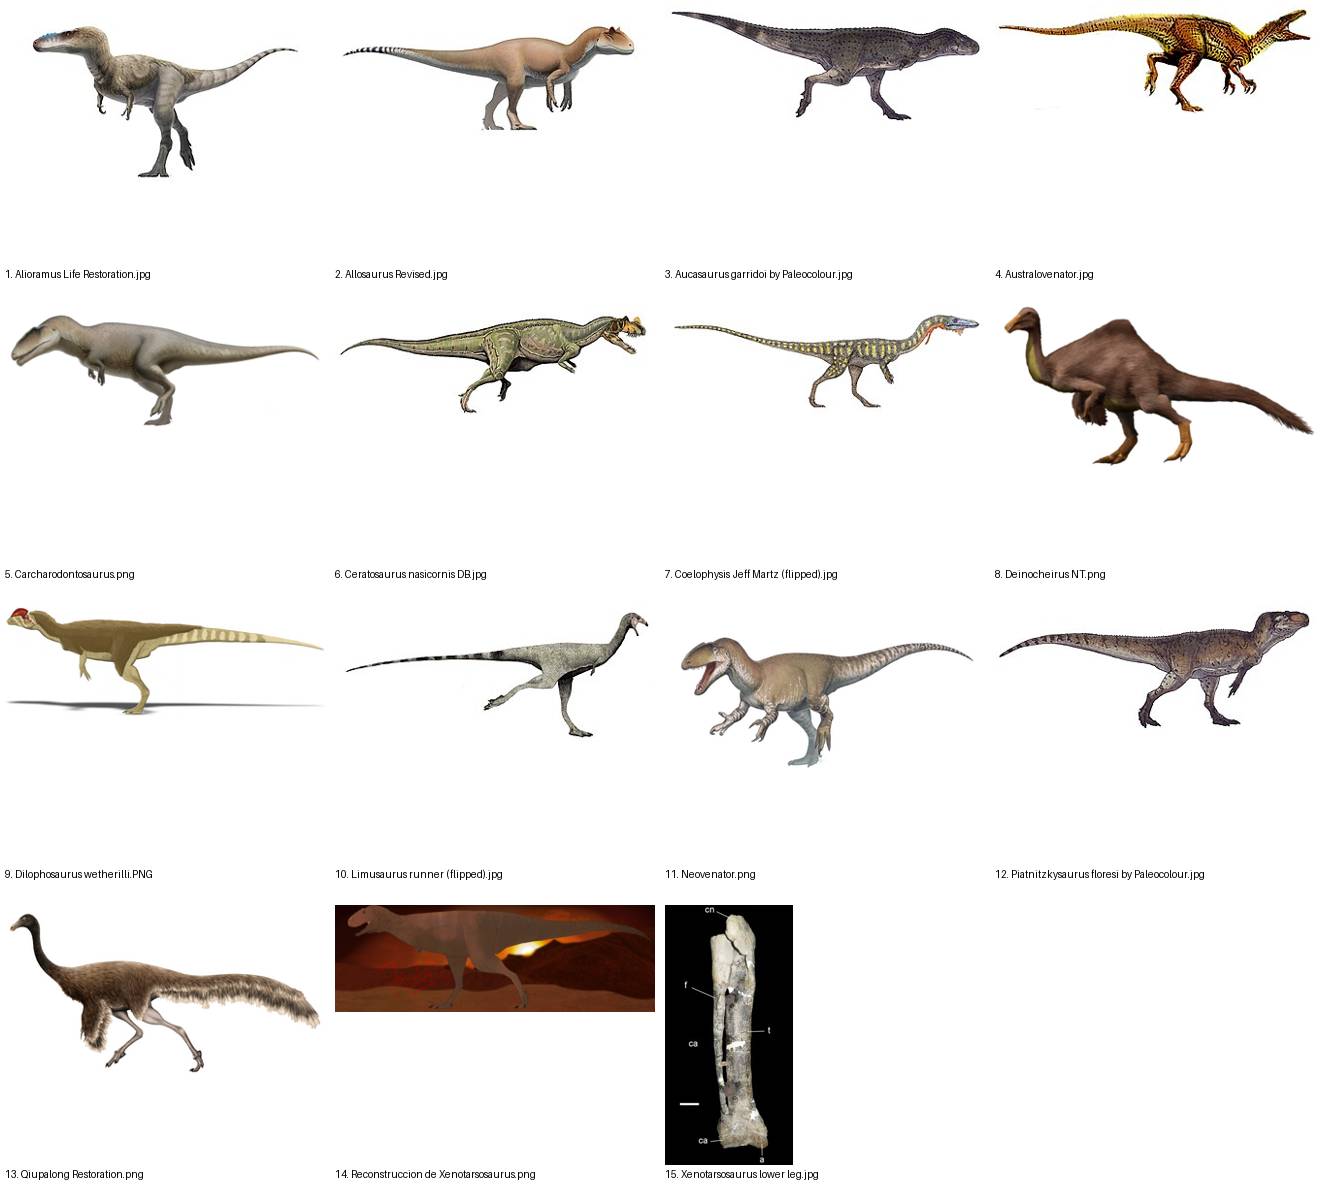 1. Alioramus Life Restoration.jpg
2. Allosaurus Revised.jpg
3. Aucasaurus garridoi by Paleocolour.jpg
4. Australovenator.jpg
5. Carcharodontosaurus.png
6. Ceratosaurus nasicornis DB.jpg
7. Coelophysis Jeff Martz (flipped).jpg
8. Deinocheirus NT.png
9. Dilophosaurus wetherilli.PNG
10. Limusaurus runner (flipped).jpg
11. Neovenator.png
12. Piatnitzkysaurus floresi by Paleocolour.jpg
cn
f
t
ca
ca
a
13. Qiupalong Restoration.png
14. Reconstruccion de Xenotarsosaurus.png
15. Xenotarsosaurus lower leg.jpg